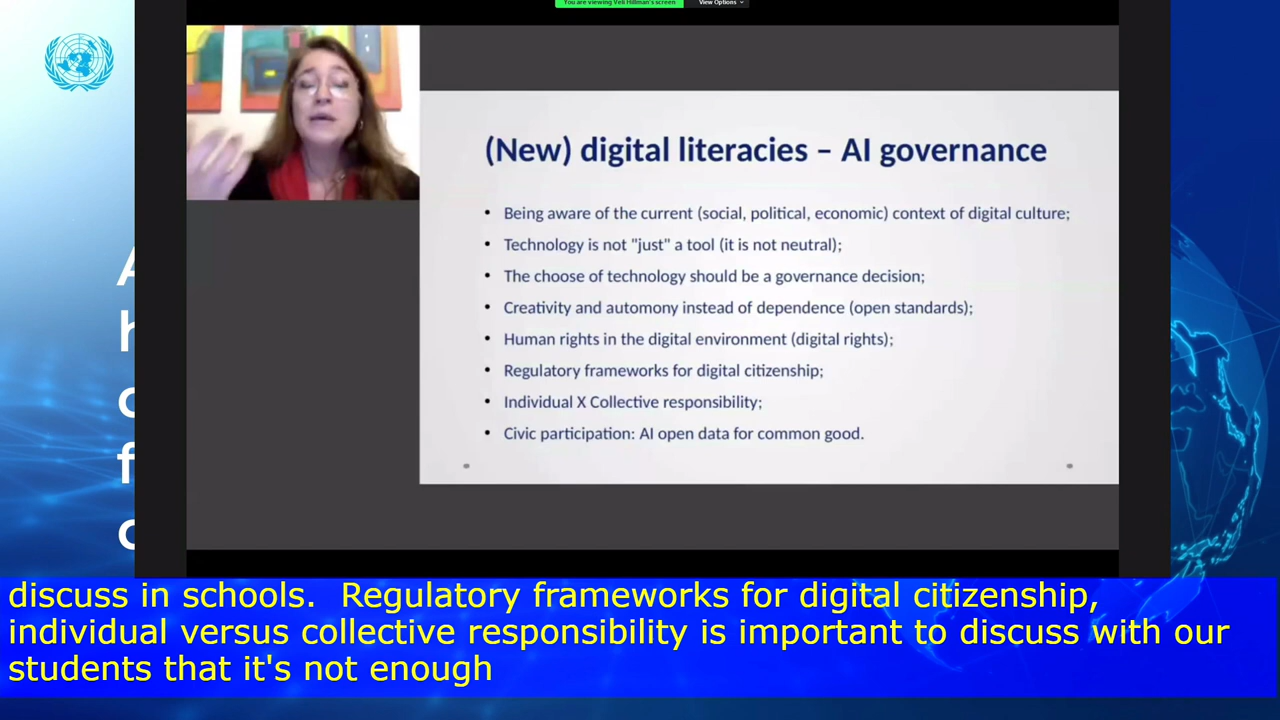 You are viewing Veli Hillman's screen
View Options
(New) digital literacies – AI governance
• Being aware of the current (social, political, economic) context of digital culture;
• Technology is not "just" a tool (it is not neutral);
• The choose of technology should be a governance decision;
• Creativity and automony instead of dependence (open standards);
• Human rights in the digital environment (digital rights);
• Regulatory frameworks for digital citizenship;
• Individual X Collective responsibility;
• Civic participation: AI open data for common good.
discuss in schools. Regulatory frameworks for digital citizenship,
individual versus collective responsibility is important to discuss with our
students that it's not enough